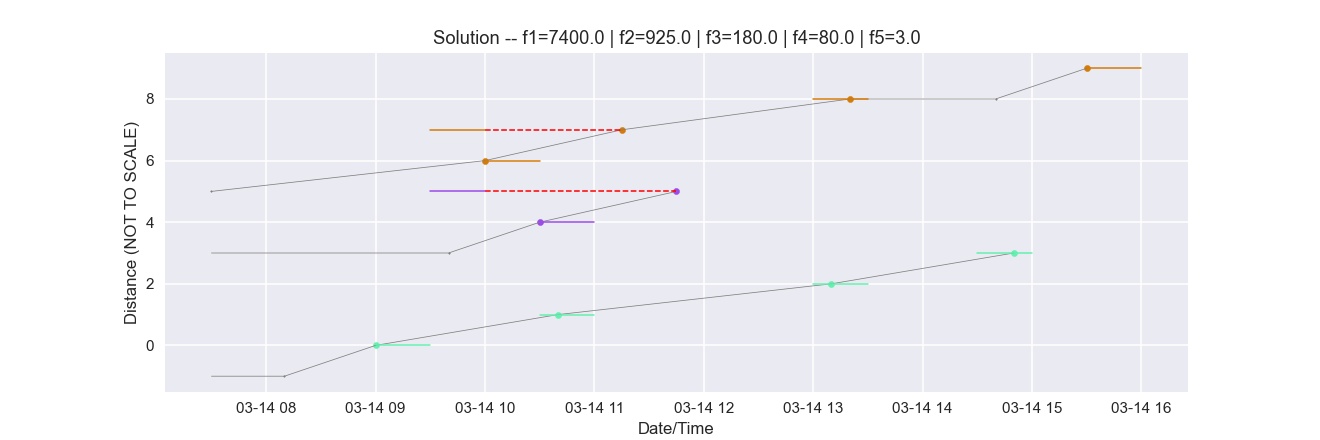 Solution -- f1=7400.0 | f2=925.0 | f3=180.0 | f4=80.0 | f5=3.0
Distance (NOT TO SCALE)
8
6
4
2
0
03-14 08 03-14 09 03-14 10 03-14 11 03-14 12 03-14 13 03-14 14 03-14 15 03-14 16
Date/Time